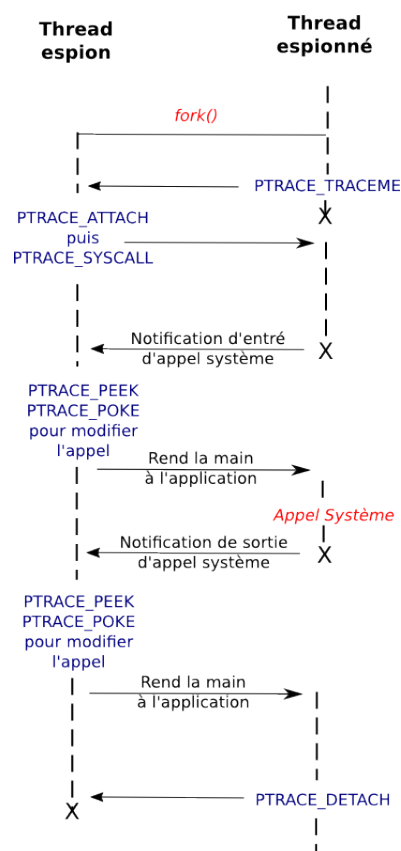 Thread
espion
Thread
espionné
fork()
PTRACE_TRACEME
X
PTRACE_ATTACH
puis
PTRACE_SYSCALL
Notification d'entré
d'appel système
X
PTRACE_PEEK
PTRACE_POKE
pour modifier
l'appel
Rend la main
à l'application
Appel Système
Notification de sortie
d'appel système
X
PTRACE_PEEK
PTRACE_POKE
pour modifier
l'appel
Rend la main
à l'application
PTRACE_DETACH
X